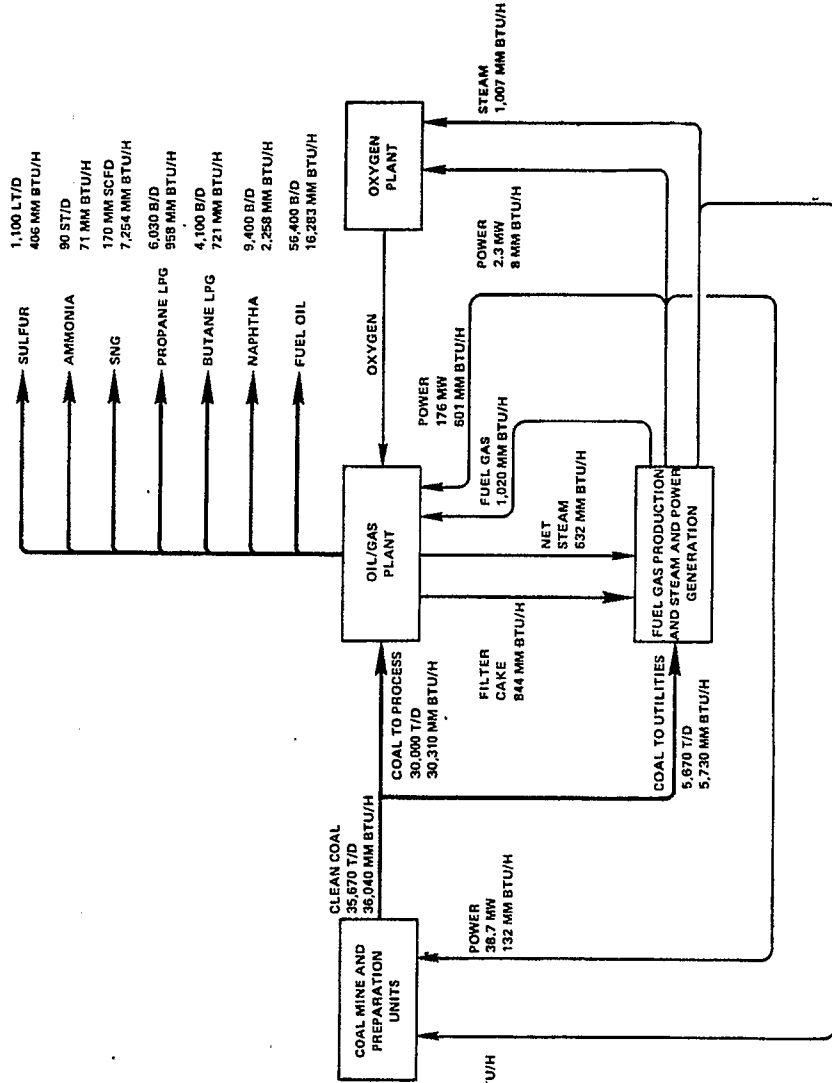 SULFUR
1,100 LT/D
406 MM BTU/H
AMMONIA
90 ST/D
71 MM BTU/H
SNG
170 MM SCFD
7,254 MM BTU/H
PROPANE LPG
6,030 B/D
958 MM BTU/H
BUTANE LPG
4,100 B/D
721 MM BTU/H
NAPHTHA
9,400 B/D
2,258 MM BTU/H
FUEL OIL
56,400 B/D
16,283 MM BTU/H
OXYGEN
PLANT
OXYGEN
STEAM
1,007 MM BTU/H
POWER
2.3 MW
8 MM BTU/H
POWER
176 MW
601 MM BTU/H
FUEL GAS
1,020 MM BTU/H
OIL/GAS
PLANT
NET
STEAM
632 MM BTU/H
FILTER
CAKE
844 MM BTU/H
FUEL GAS PRODUCTION
AND STEAM AND POWER
GENERATION
COAL TO PROCESS
30,000 T/D
30,310 MM BTU/H
COAL TO UTILITIES
5,670 T/D
5,730 MM BTU/H
CLEAN COAL
35,670 T/D
36,040 MM BTU/H
COAL MINE AND
PREPARATION
UNITS
POWER
38.7 MW
132 MM BTU/H
TU/H